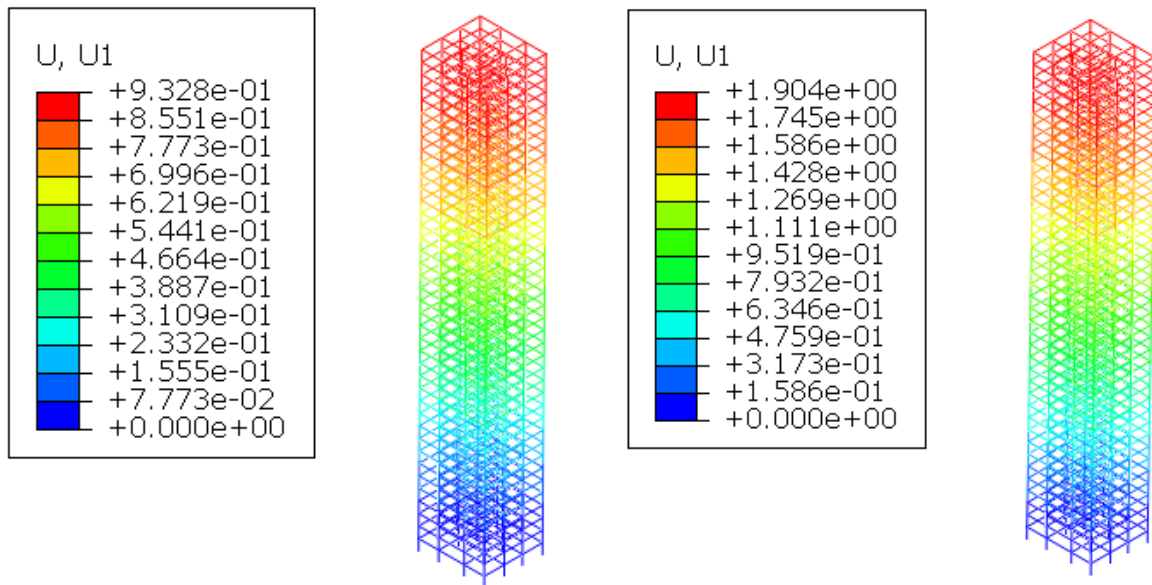 U, U1
+9.328e-01
+8.551e-01
+7.773e-01
+6.996e-01
+6.219e-01
+5.441e-01
+4.664e-01
+3.887e-01
+3.109e-01
+2.332e-01
+1.555e-01
+7.773e-02
+0.000e+00
U, U1
+1.904e+00
+1.745e+00
+1.586e+00
+1.428e+00
+1.269e+00
+1.111e+00
+9.519e-01
+7.932e-01
+6.346e-01
+4.759e-01
+3.173e-01
+1.586e-01
+0.000e+00